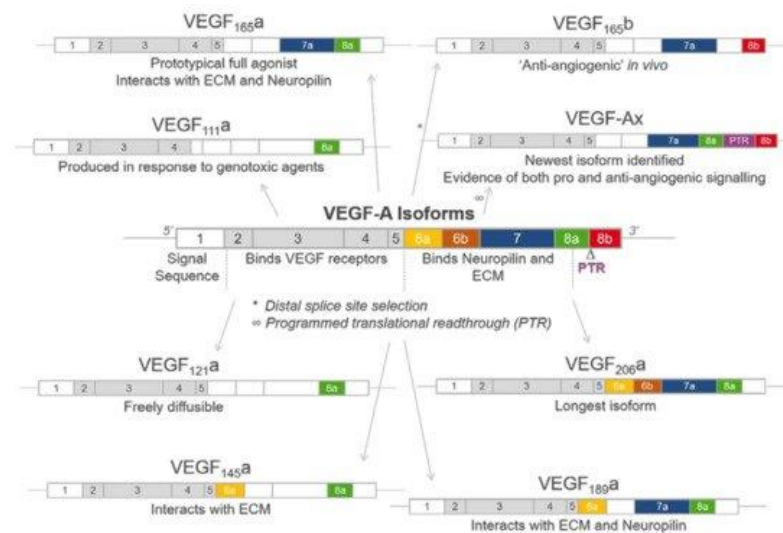 VEGF165a
1 2 3 4 5 7a 8a
Prototypical full agonist
Interacts with ECM and Neuropilin
VEGF165b
1 2 3 4 5 7a 8b
'Anti-angiogenic' in vivo
*
VEGF111a
1 2 3 4 8a
Produced in response to genotoxic agents
VEGF-Ax
1 2 3 4 5 7a 8a PTR 8b
Newest isoform identified
Evidence of both pro and anti-angiogenic signalling
∞
VEGF-A Isoforms
5' 3'
1 2 3 4 5 6a 6b 7 8a 8b
Signal Binds VEGF receptors Binds Neuropilin and Δ
Sequence ECM PTR
* Distal splice site selection
∞ Programmed translational readthrough (PTR)
VEGF121a
1 2 3 4 5 8a
Freely diffusible
VEGF206a
1 2 3 4 5 6a 6b 7a 8a
Longest isoform
VEGF145a
1 2 3 4 5 6a 8a
Interacts with ECM
VEGF189a
1 2 3 4 5 6a 7a 8a
Interacts with ECM and Neuropilin